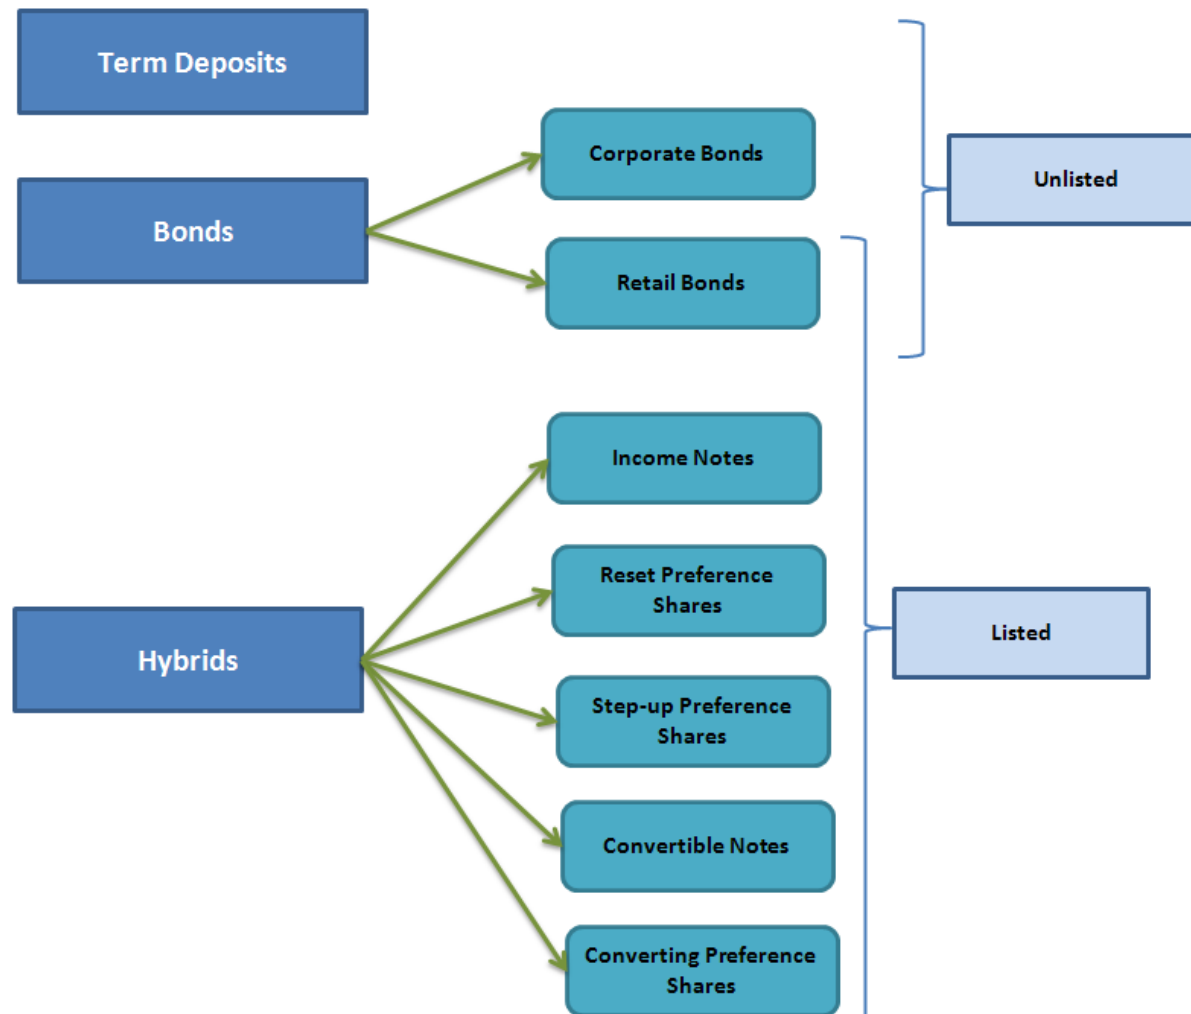 Term Deposits
Corporate Bonds
Unlisted
Bonds
Retail Bonds
Income Notes
Reset Preference
Shares
Listed
Hybrids
Step-up Preference
Shares
Convertible Notes
Converting Preference
Shares